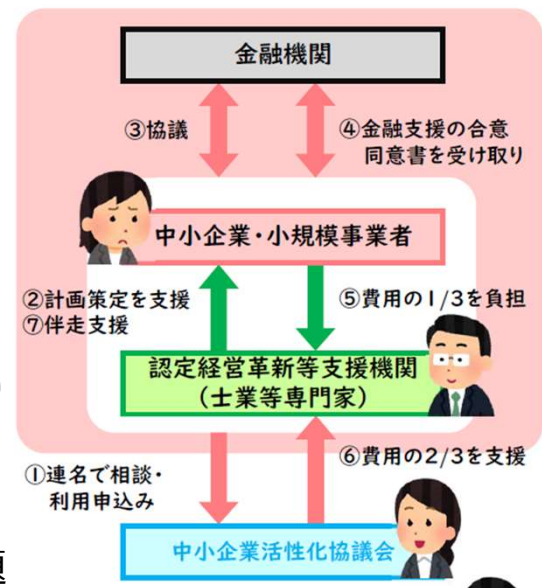 金融機関
③協議
④金融支援の合意
同意書を受け取り
中小企業・小規模事業者
②計画策定を支援
⑦伴走支援
⑤費用の1/3を負担
認定経営革新等支援機関
(士業等専門家)
①連名で相談・
利用申込み
⑥費用の2/3を支援
中小企業活性化協議会